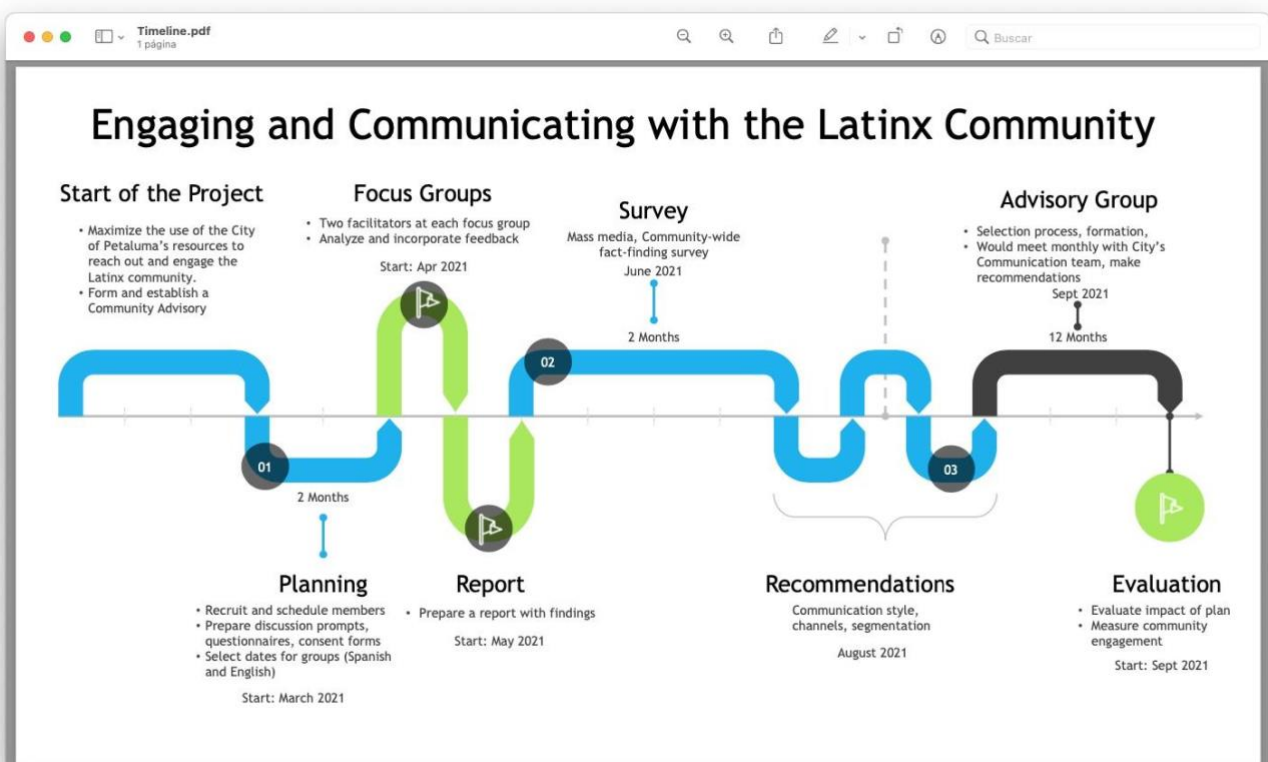 Timeline.pdf
1 página
Buscar
Engaging and Communicating with the Latinx Community
Start of the Project
• Maximize the use of the City
of Petaluma's resources to
reach out and engage the
Latinx community.
• Form and establish a
Community Advisory
Focus Groups
• Two facilitators at each focus group
• Analyze and incorporate feedback
Start: Apr 2021
Survey
Mass media, Community-wide
fact-finding survey
June 2021
2 Months
Advisory Group
• Selection process, formation,
• Would meet monthly with City's
Communication team, make
recommendations
Sept 2021
12 Months
02
01
03
2 Months
Planning
• Recruit and schedule members
• Prepare discussion prompts,
questionnaires, consent forms
• Select dates for groups (Spanish
and English)
Start: March 2021
Report
• Prepare a report with findings
Start: May 2021
Recommendations
Communication style,
channels, segmentation
August 2021
Evaluation
• Evaluate impact of plan
• Measure community
engagement
Start: Sept 2021